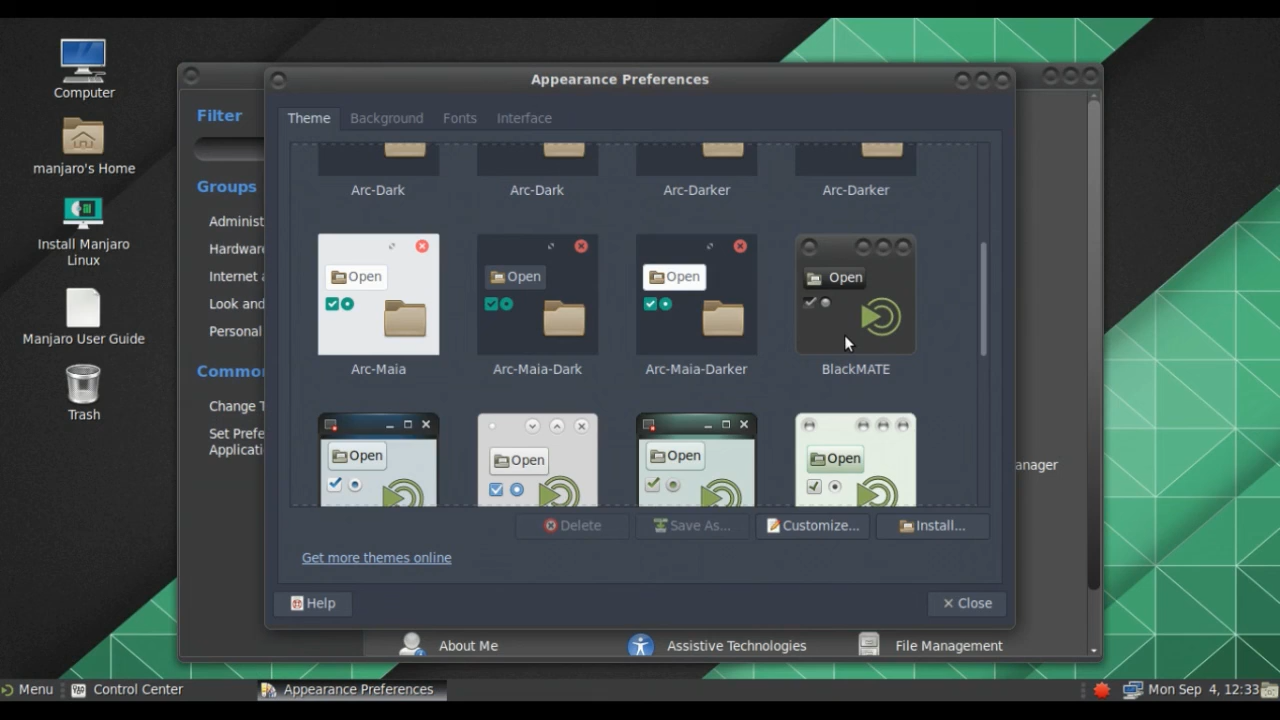 Computer
manjaro's Home
Install Manjaro
Linux
Manjaro User Guide
Trash
Appearance Preferences
Theme Background Fonts Interface
Arc-Dark Arc-Dark Arc-Darker Arc-Darker
Open Open Open Open
Arc-Maia Arc-Maia-Dark Arc-Maia-Darker BlackMATE
Open Open Open Open
Delete Save As... Customize... Install...
Get more themes online
Help Close
Filter
Groups
Administ
Hardware
Internet a
Look and
Personal
Commo
Change T
Set Prefe
Applicati
anager
About Me Assistive Technologies File Management
Menu Control Center Appearance Preferences Mon Sep 4, 12:33